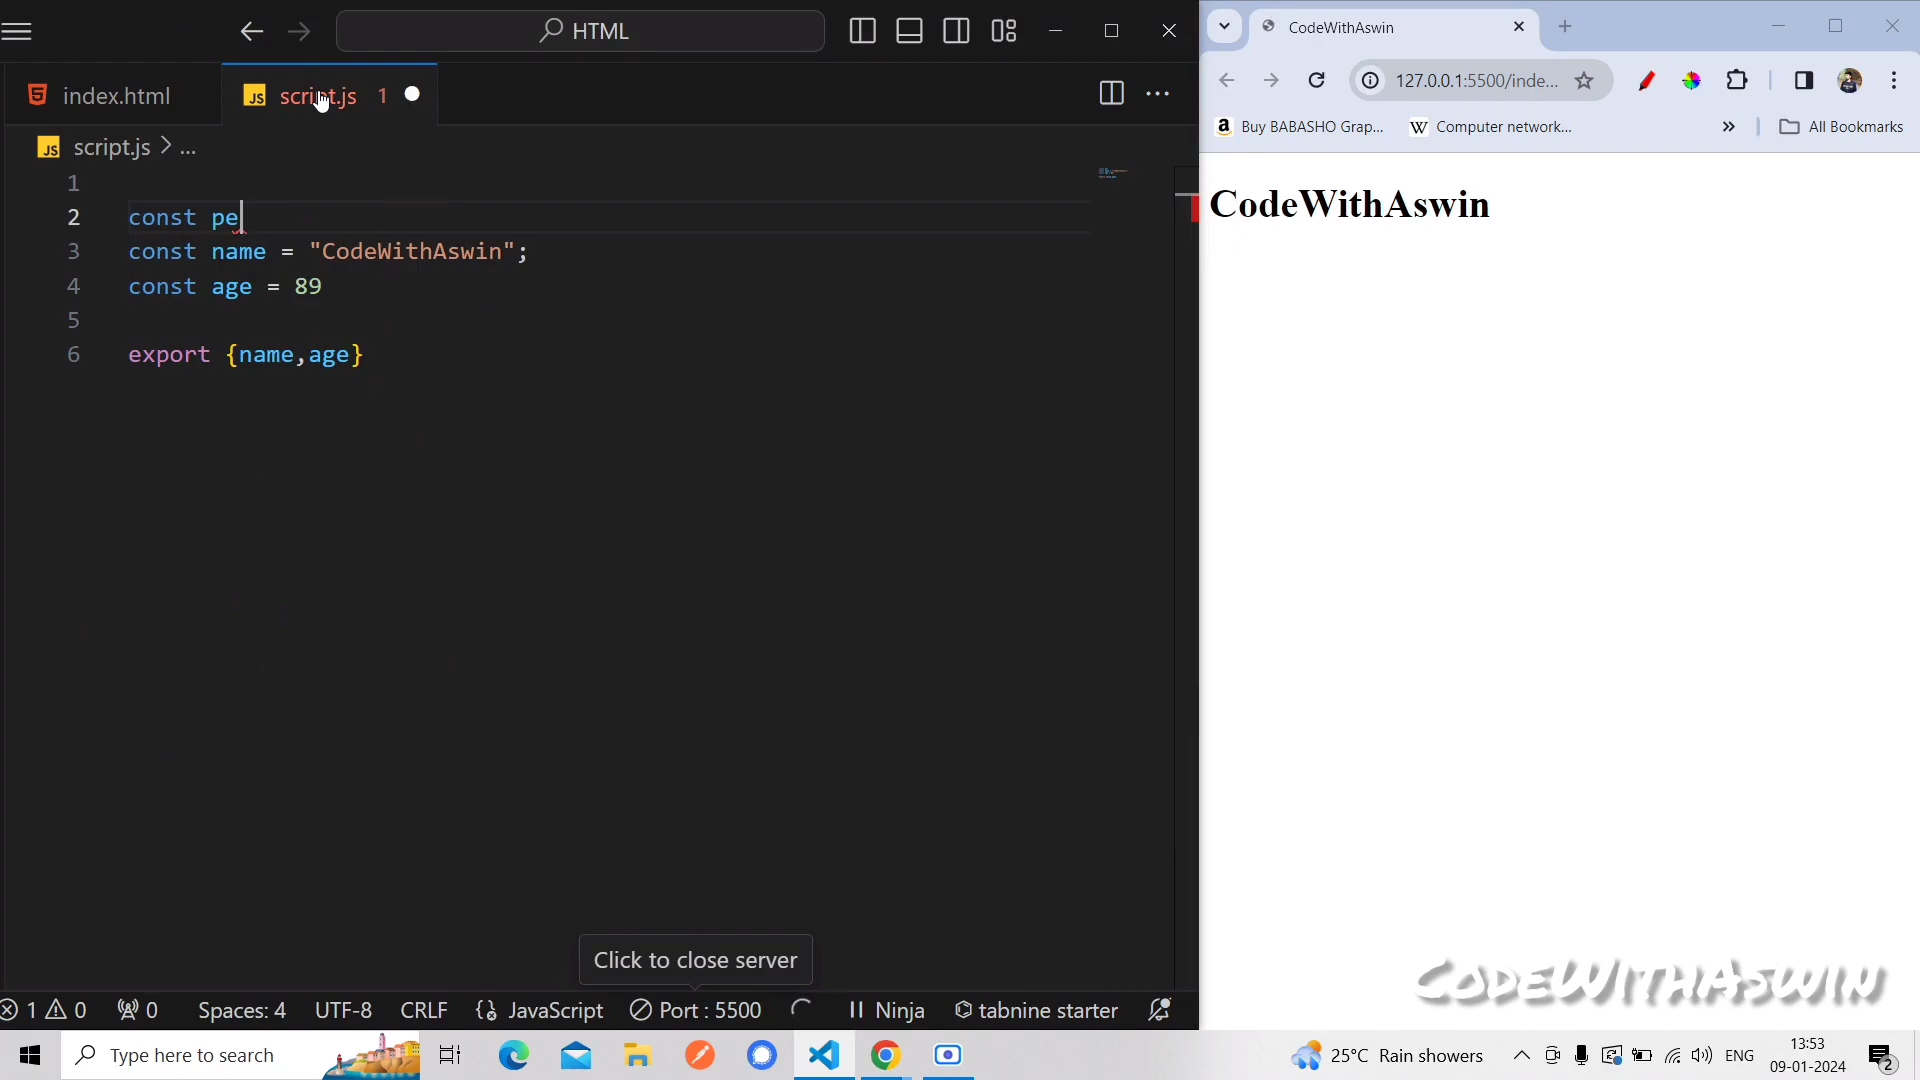 HTML
index.html
JS script.js 1
JS script.js > ...
1
2 const pe
3 const name = "CodeWithAswin";
4 const age = 89
5
6 export {name,age}
Click to close server
1 0 0 Spaces: 4 UTF-8 CRLF JavaScript Port : 5500 Ninja tabnine starter
CodeWithAswin
127.0.0.1:5500/inde...
a Buy BABASHO Grap... W Computer network... » All Bookmarks
CodeWithAswin
CodeWithAswin
Type here to search
25°C Rain showers
ENG
13:53
09-01-2024
2